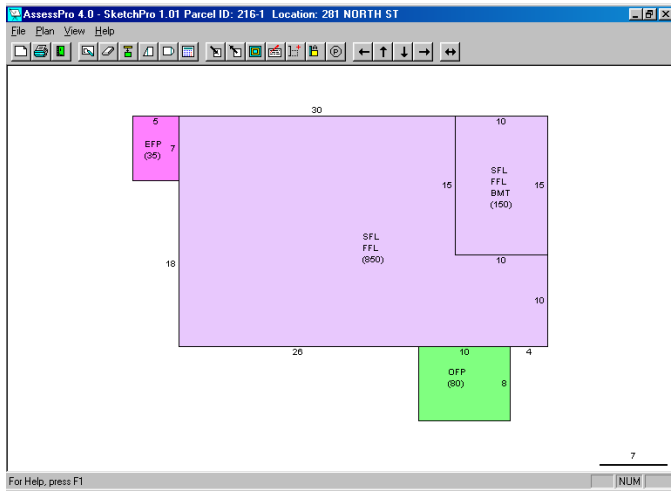 AssessPro 4.0 - SketchPro 1.01 Parcel ID: 216-1 Location: 281 NORTH ST
File Plan View Help
P
30
5
10
EFP
(35)
7
SFL
FFL
BMT
(150)
15
15
SFL
FFL
(850)
18
10
10
26
10
4
OFP
(80)
8
7
For Help, press F1
NUM